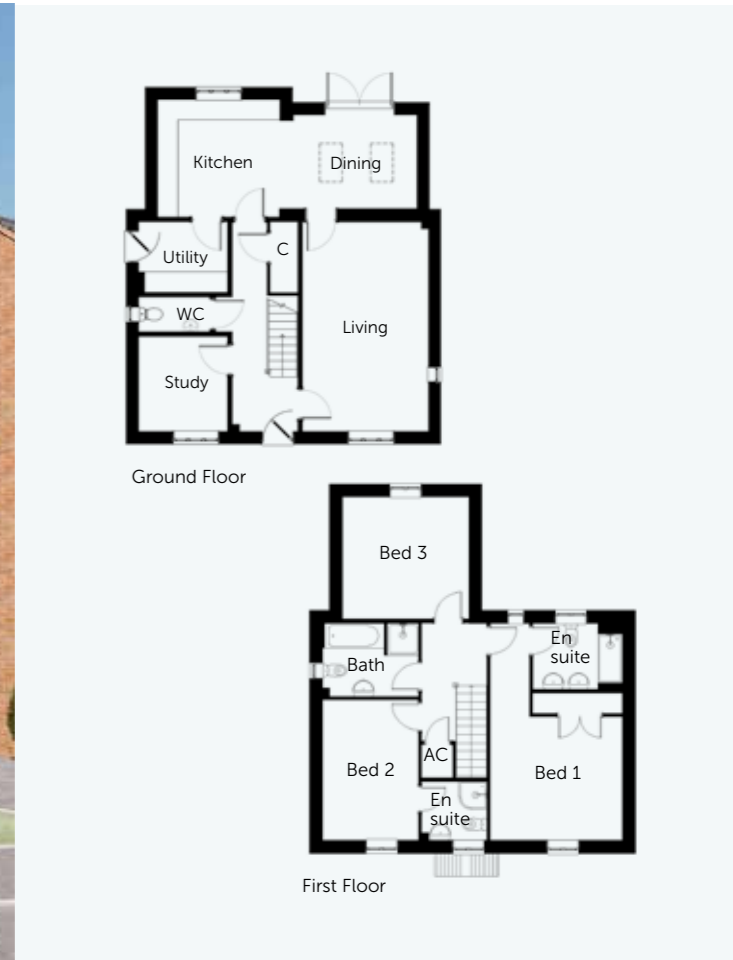 Kitchen
Dining
Utility
C
WC
Living
Study
Ground Floor
Bed 3
Bath
En
suite
AC
Bed 2
Bed 1
En
suite
First Floor